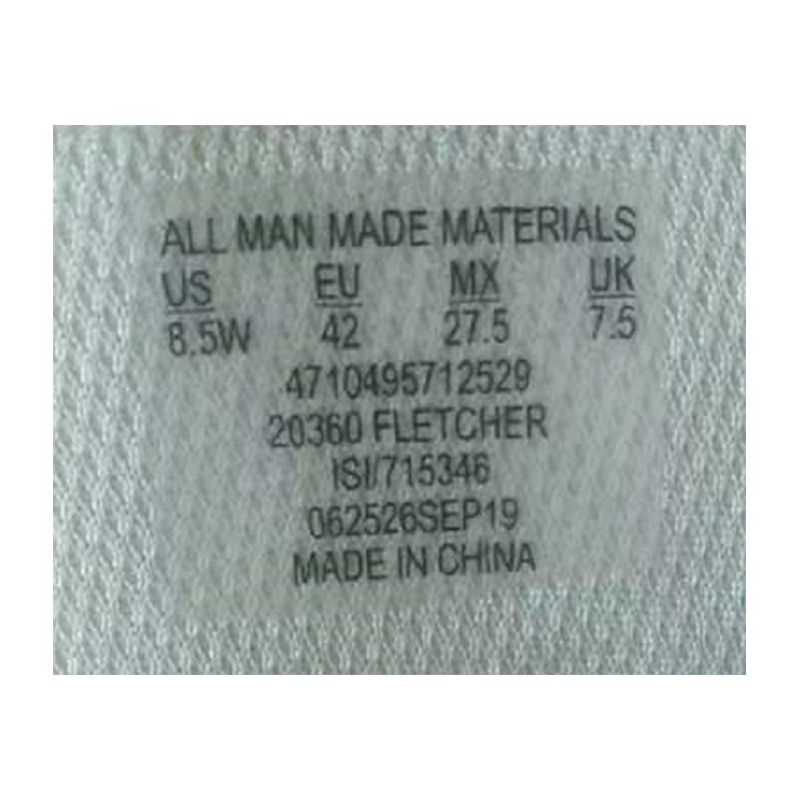 ALL MAN MADE MATERIALS
US EU MX UK
8.5W 42 27.5 7.5
4710495712529
20360 FLETCHER
ISI/715346
062526SEP19
MADE IN CHINA